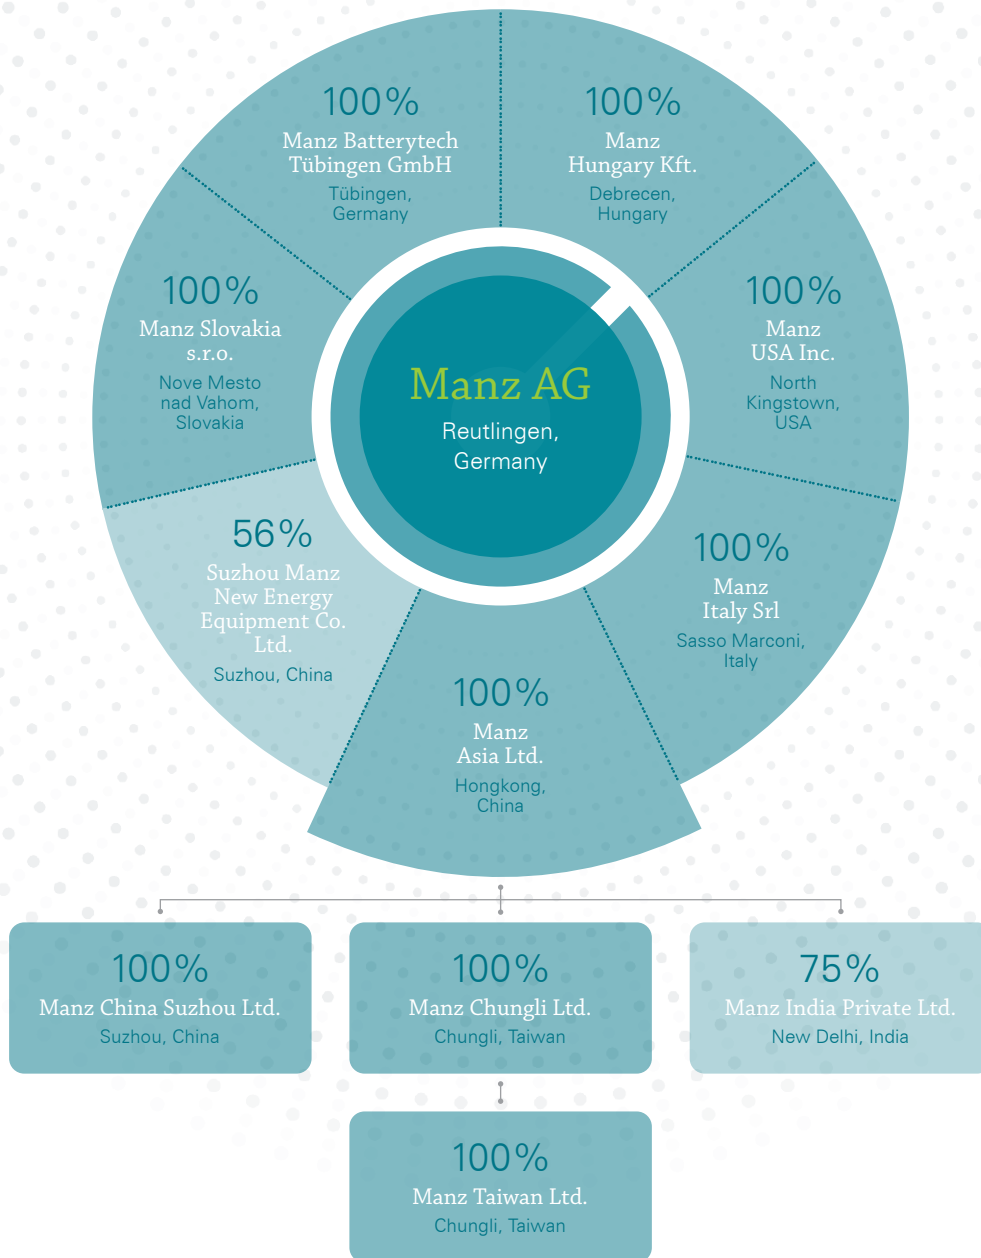 100%
Manz Batterytech
Tübingen GmbH
Tübingen,
Germany
100%
Manz
Hungary Kft.
Debrecen,
Hungary
100%
Manz Slovakia
s.r.o.
Nove Mesto
nad Vahom,
Slovakia
100%
Manz
USA Inc.
North
Kingstown,
USA
Manz AG
Reutlingen,
Germany
56%
Suzhou Manz
New Energy
Equipment Co.
Ltd.
Suzhou, China
100%
Manz
Italy Srl
Sasso Marconi,
Italy
100%
Manz
Asia Ltd.
Hongkong,
China
100%
Manz China Suzhou Ltd.
Suzhou, China
100%
Manz Chungli Ltd.
Chungli, Taiwan
75%
Manz India Private Ltd.
New Delhi, India
100%
Manz Taiwan Ltd.
Chungli, Taiwan